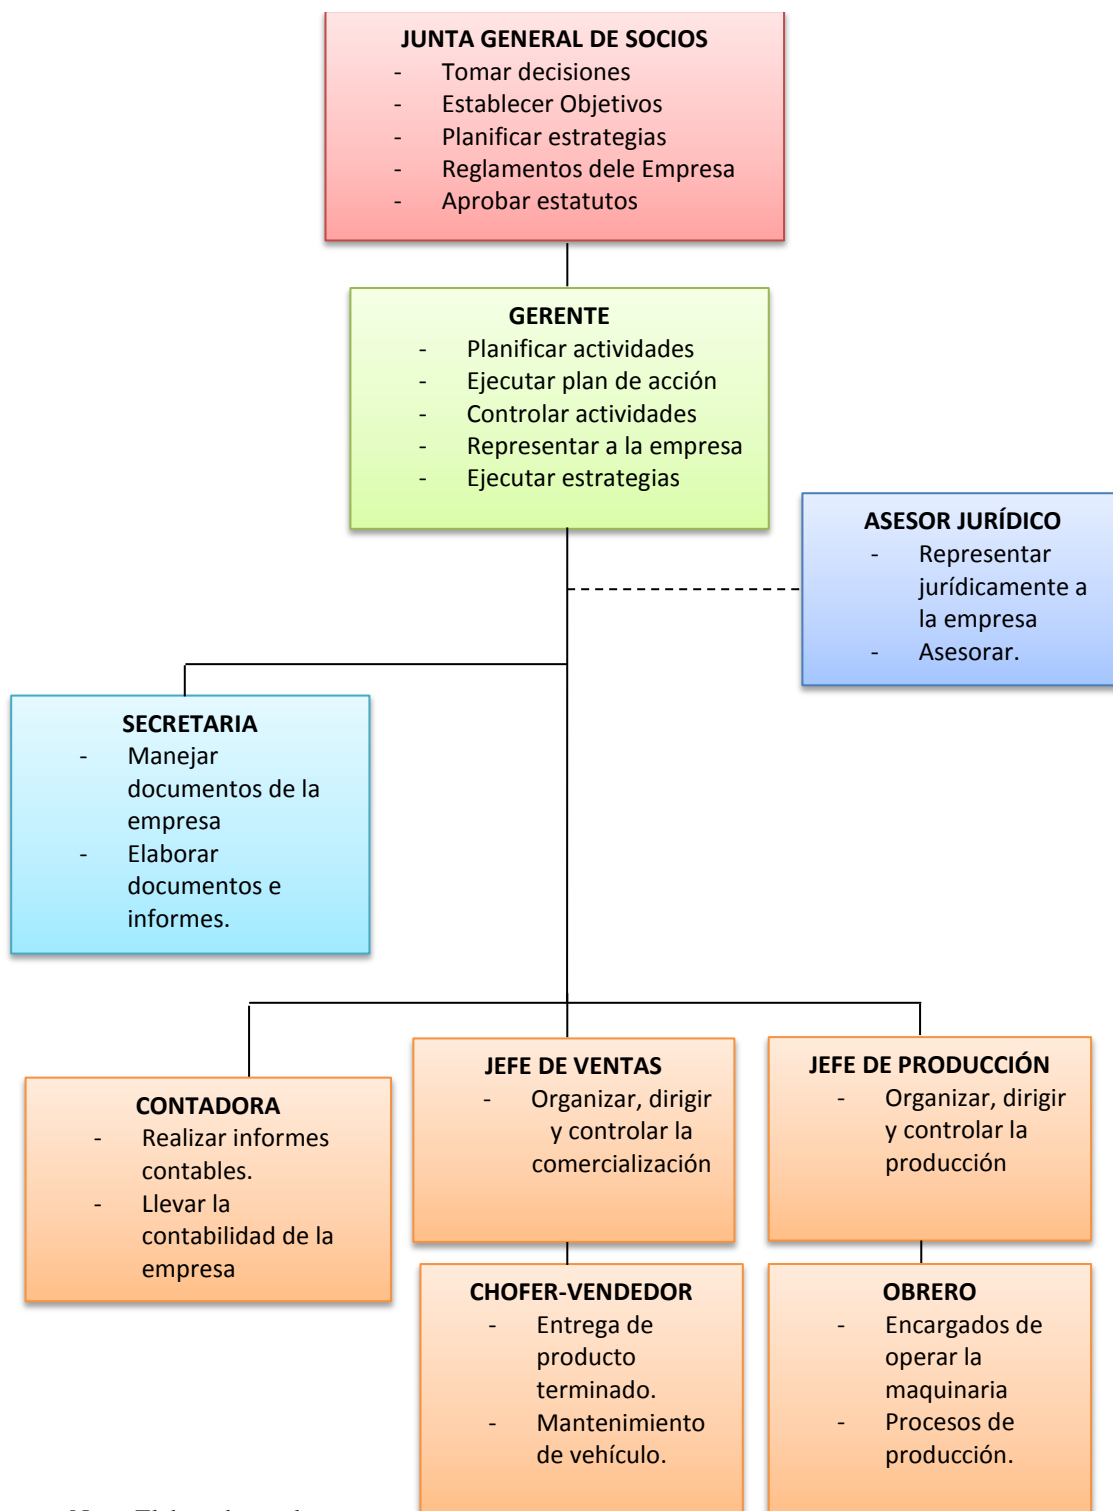 JUNTA GENERAL DE SOCIOS
- Tomar decisiones
- Establecer Objetivos
- Planificar estrategias
- Reglamentos dele Empresa
- Aprobar estatutos
GERENTE
- Planificar actividades
- Ejecutar plan de acción
- Controlar actividades
- Representar a la empresa
- Ejecutar estrategias
ASESOR JURÍDICO
- Representar
jurídicamente a
la empresa
- Asesorar.
SECRETARIA
- Manejar
documentos de la
empresa
- Elaborar
documentos e
informes.
CONTADORA
- Realizar informes
contables.
- Llevar la
contabilidad de la
empresa
JEFE DE VENTAS
- Organizar, dirigir
y controlar la
comercialización
JEFE DE PRODUCCIÓN
- Organizar, dirigir
y controlar la
producción
CHOFER-VENDEDOR
- Entrega de
producto
terminado.
- Mantenimiento
de vehículo.
OBRERO
- Encargados de
operar la
maquinaria
- Procesos de
producción.